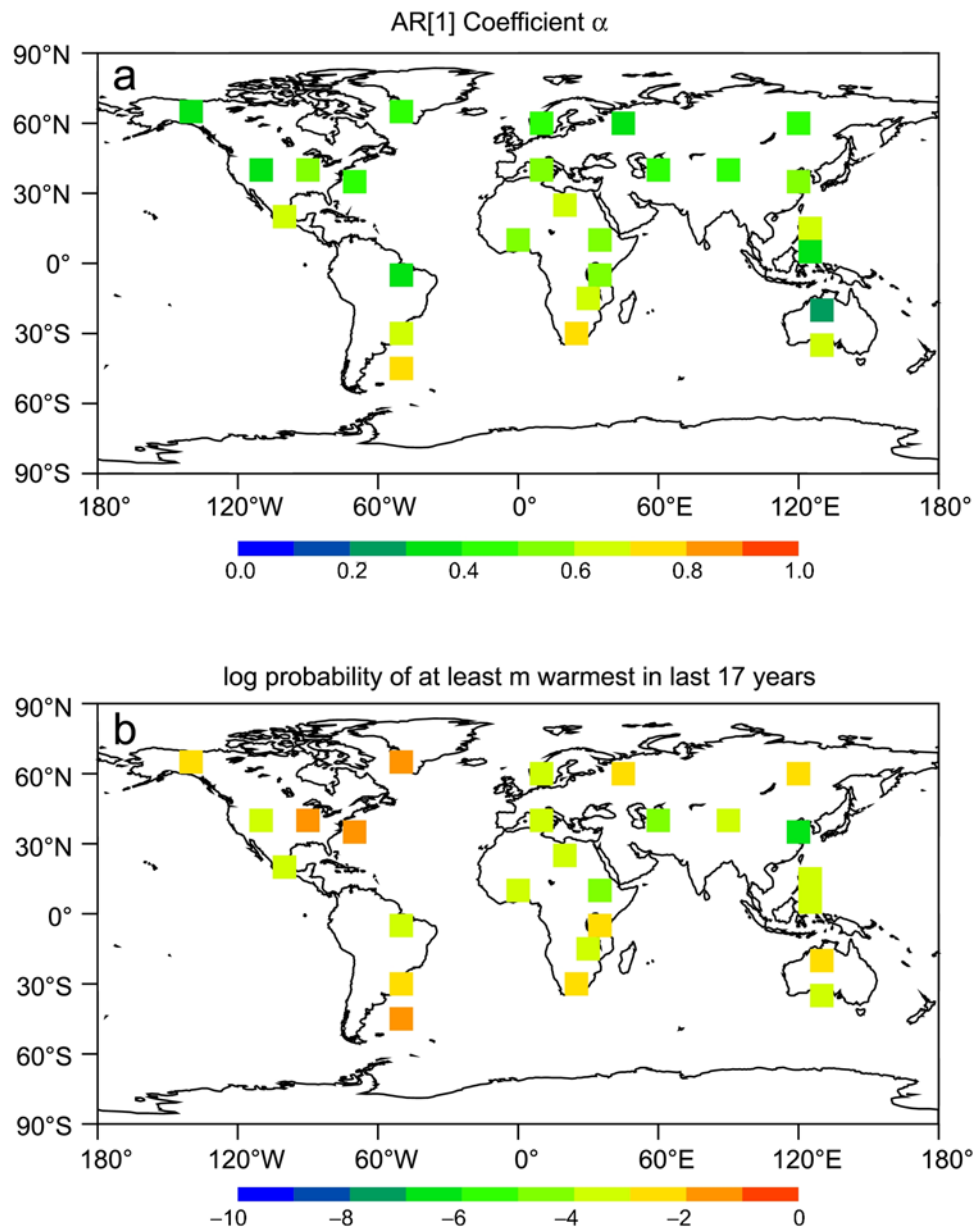 AR[1] Coefficient α
a
90°N
60°N
30°N
0°
30°S
60°S
90°S
180° 120°W 60°W 0° 60°E 120°E 180°
0.0 0.2 0.4 0.6 0.8 1.0
log probability of at least m warmest in last 17 years
b
90°N
60°N
30°N
0°
30°S
60°S
90°S
180° 120°W 60°W 0° 60°E 120°E 180°
−10 −8 −6 −4 −2 0